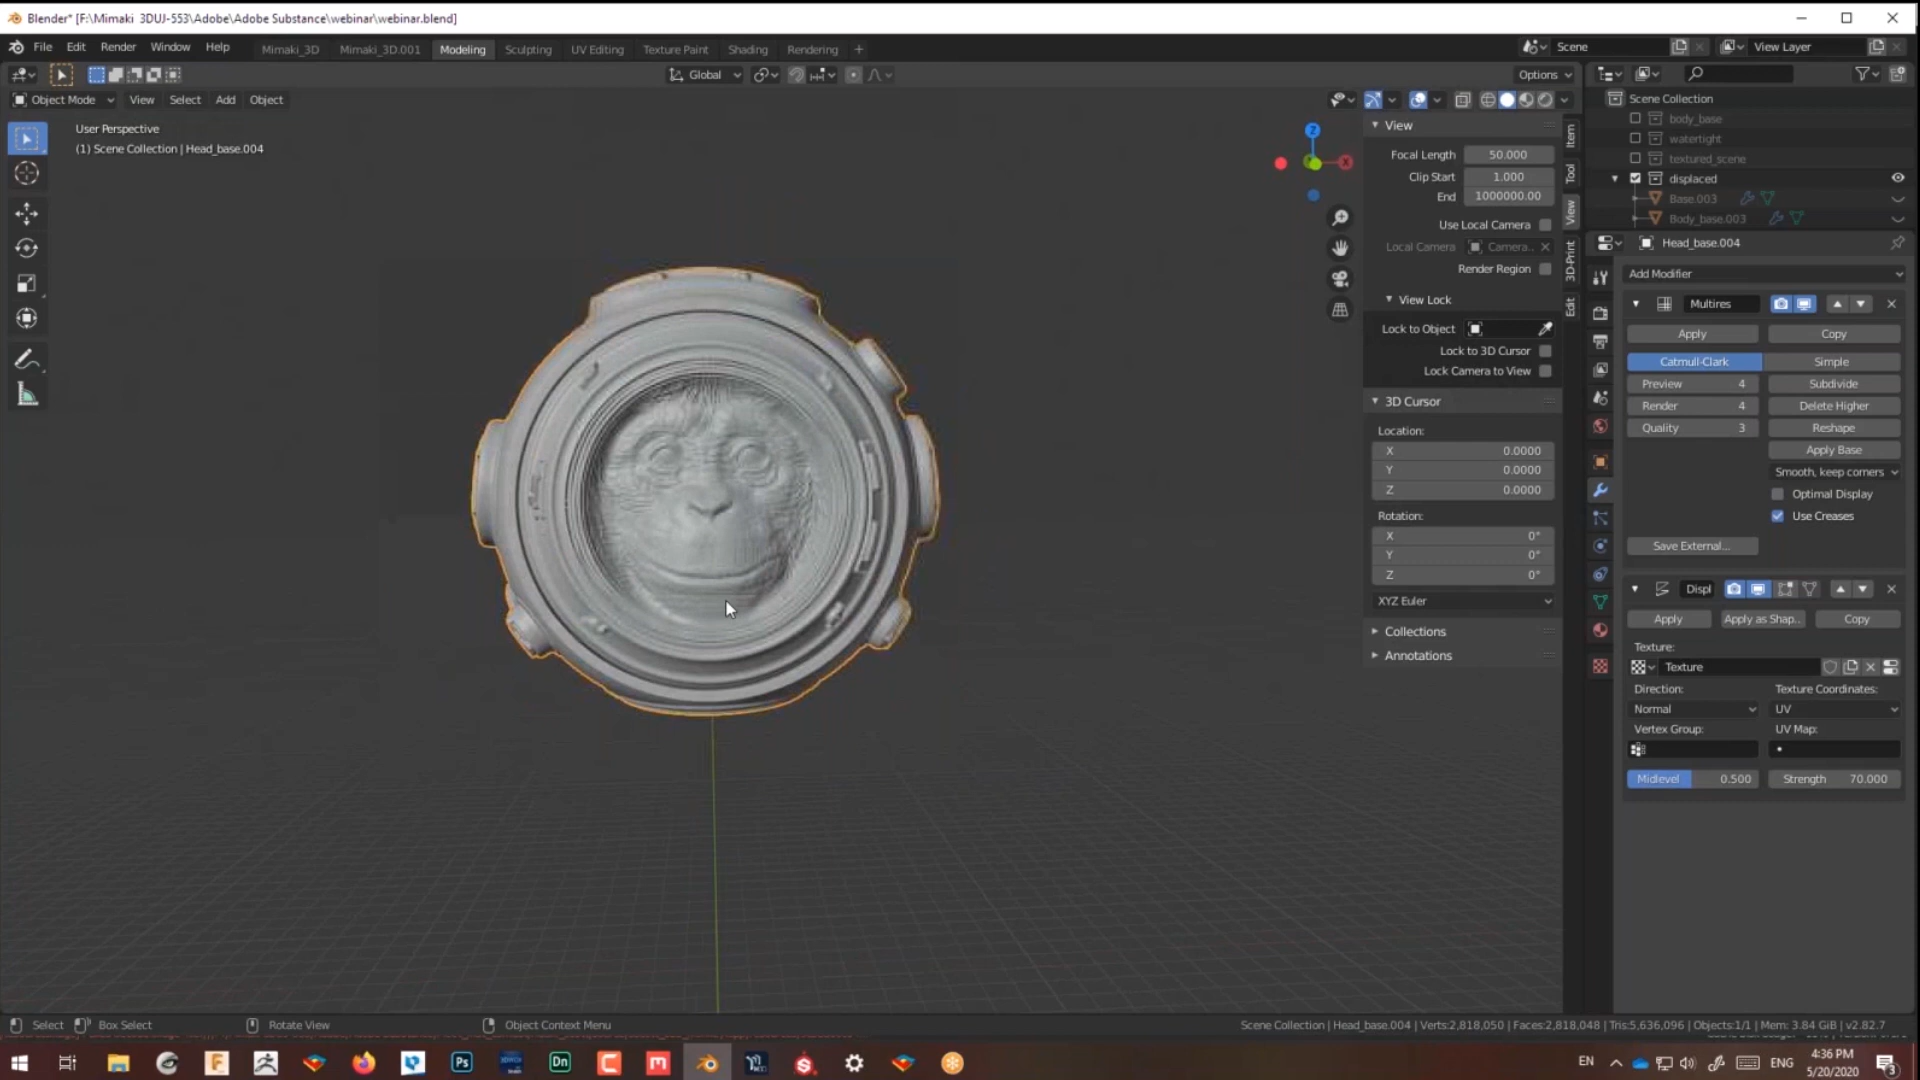 Blender* [F:\Mimaki 3DUJ-553\Adobe\Adobe Substance\webinar\webinar.blend]
File Edit Render Window Help Mimaki_3D Mimaki_3D.001 Modeling Sculpting UV Editing Texture Paint Shading Rendering + Scene View Layer
Global Options
Object Mode View Select Add Object
User Perspective
(1) Scene Collection | Head_base.004
Z
X
View
Focal Length 50.000
Clip Start 1.000
End 1000000.00
Use Local Camera
Local Camera Camera..
Render Region
View Lock
Lock to Object
Lock to 3D Cursor
Lock Camera to View
3D Cursor
Location:
X 0.0000
Y 0.0000
Z 0.0000
Rotation:
X 0°
Y 0°
Z 0°
XYZ Euler
Collections
Annotations
Item
Tool
View
3D-Print
Edit
Scene Collection
body_base
watertight
textured_scene
displaced
Base.003
Body_base.003
Head_base.004
Add Modifier
Multires
Apply Copy
Catmull-Clark Simple
Preview 4 Subdivide
Render 4 Delete Higher
Quality 3 Reshape
Apply Base
Smooth, keep corners
Optimal Display
Use Creases
Save External...
Displ
Apply Apply as Shap.. Copy
Texture:
Texture
Direction: Texture Coordinates:
Normal UV
Vertex Group: UV Map:
Midlevel 0.500 Strength 70.000
Select Box Select Rotate View Object Context Menu
Scene Collection | Head_base.004 | Verts:2,818,050 | Faces:2,818,048 | Tris:5,636,096 | Objects:1/1 | Mem: 3.84 GiB | v2.82.7
Ps Dn EN ENG
4:36 PM
5/20/2020
3